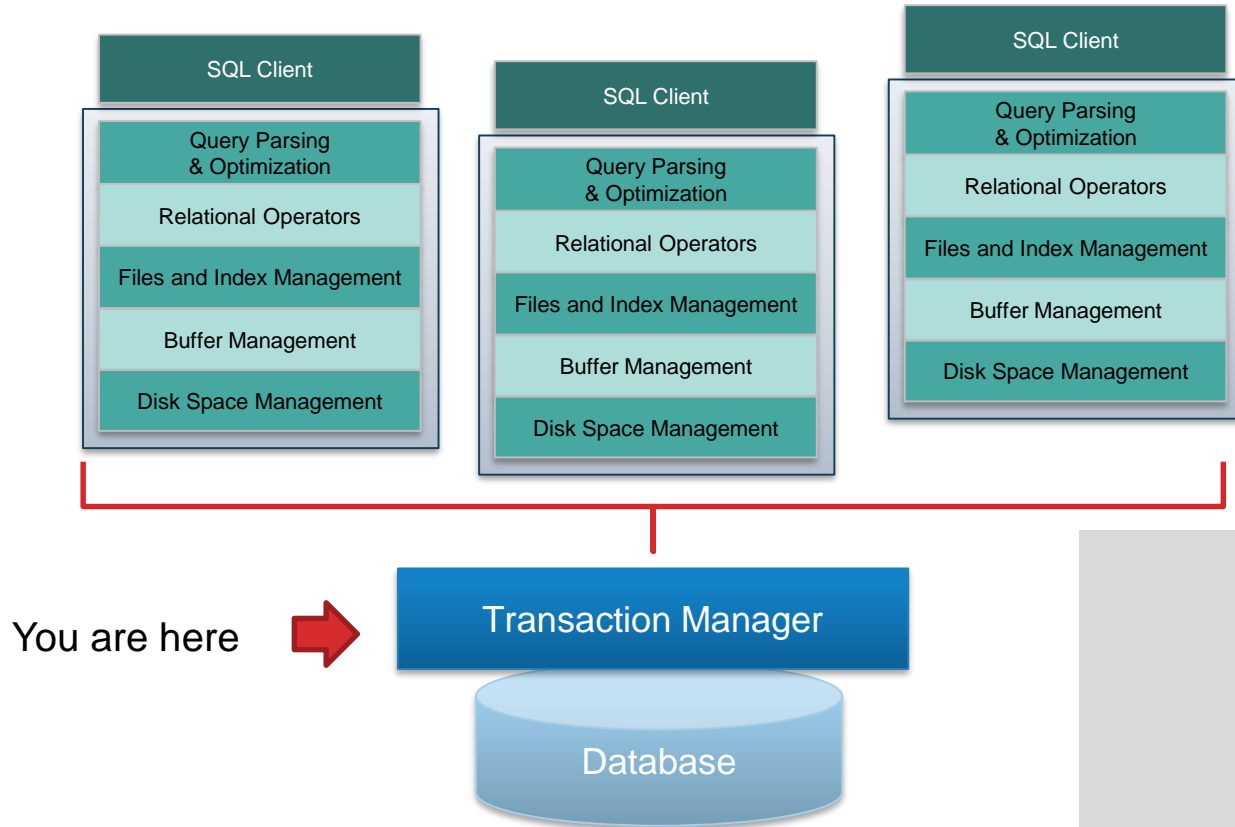 SQL Client
Query Parsing
& Optimization
Relational Operators
Files and Index Management
Buffer Management
Disk Space Management
SQL Client
Query Parsing
& Optimization
Relational Operators
Files and Index Management
Buffer Management
Disk Space Management
SQL Client
Query Parsing
& Optimization
Relational Operators
Files and Index Management
Buffer Management
Disk Space Management
You are here
Transaction Manager
Database